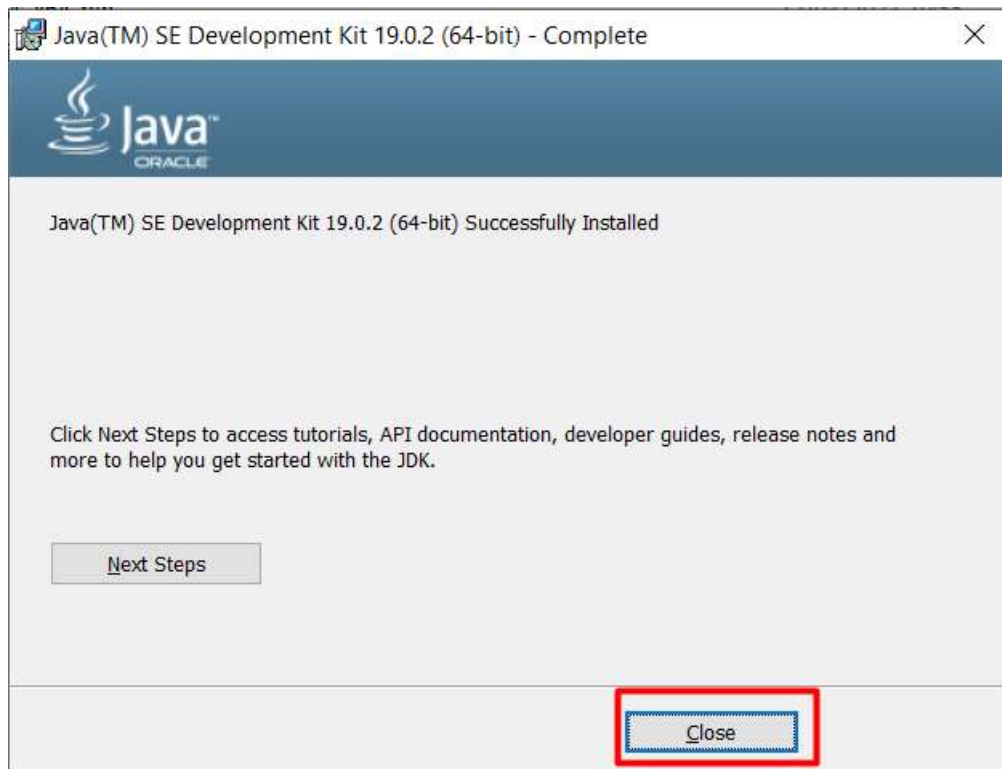 Java(TM) SE Development Kit 19.0.2 (64-bit) - Complete
Java™
ORACLE
Java(TM) SE Development Kit 19.0.2 (64-bit) Successfully Installed
Click Next Steps to access tutorials, API documentation, developer guides, release notes and
more to help you get started with the JDK.
Next Steps
Close